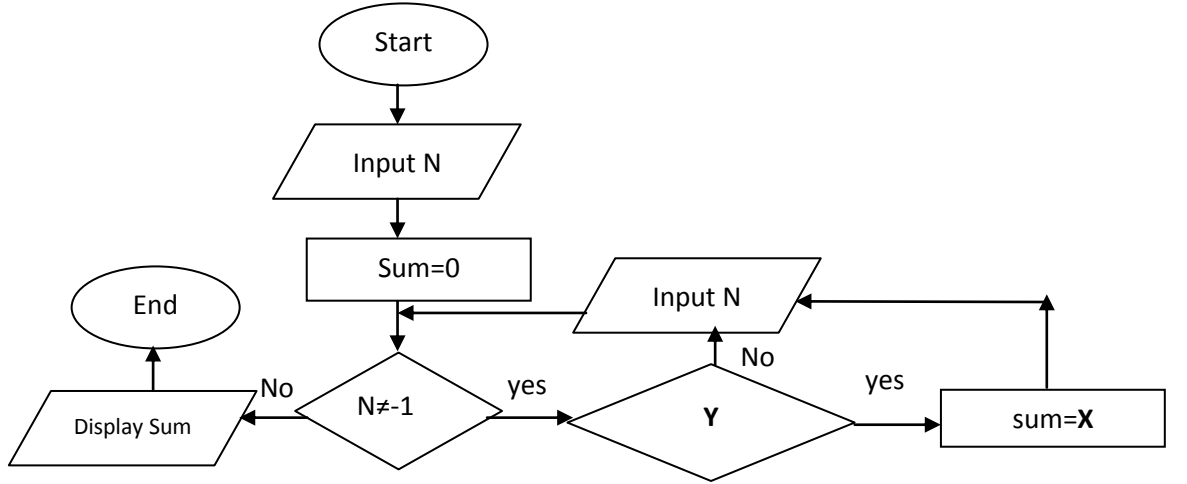 Start
Input N
Sum=0
Input N
End
No
yes
N≠-1
No
yes
Y
sum=X
Display Sum